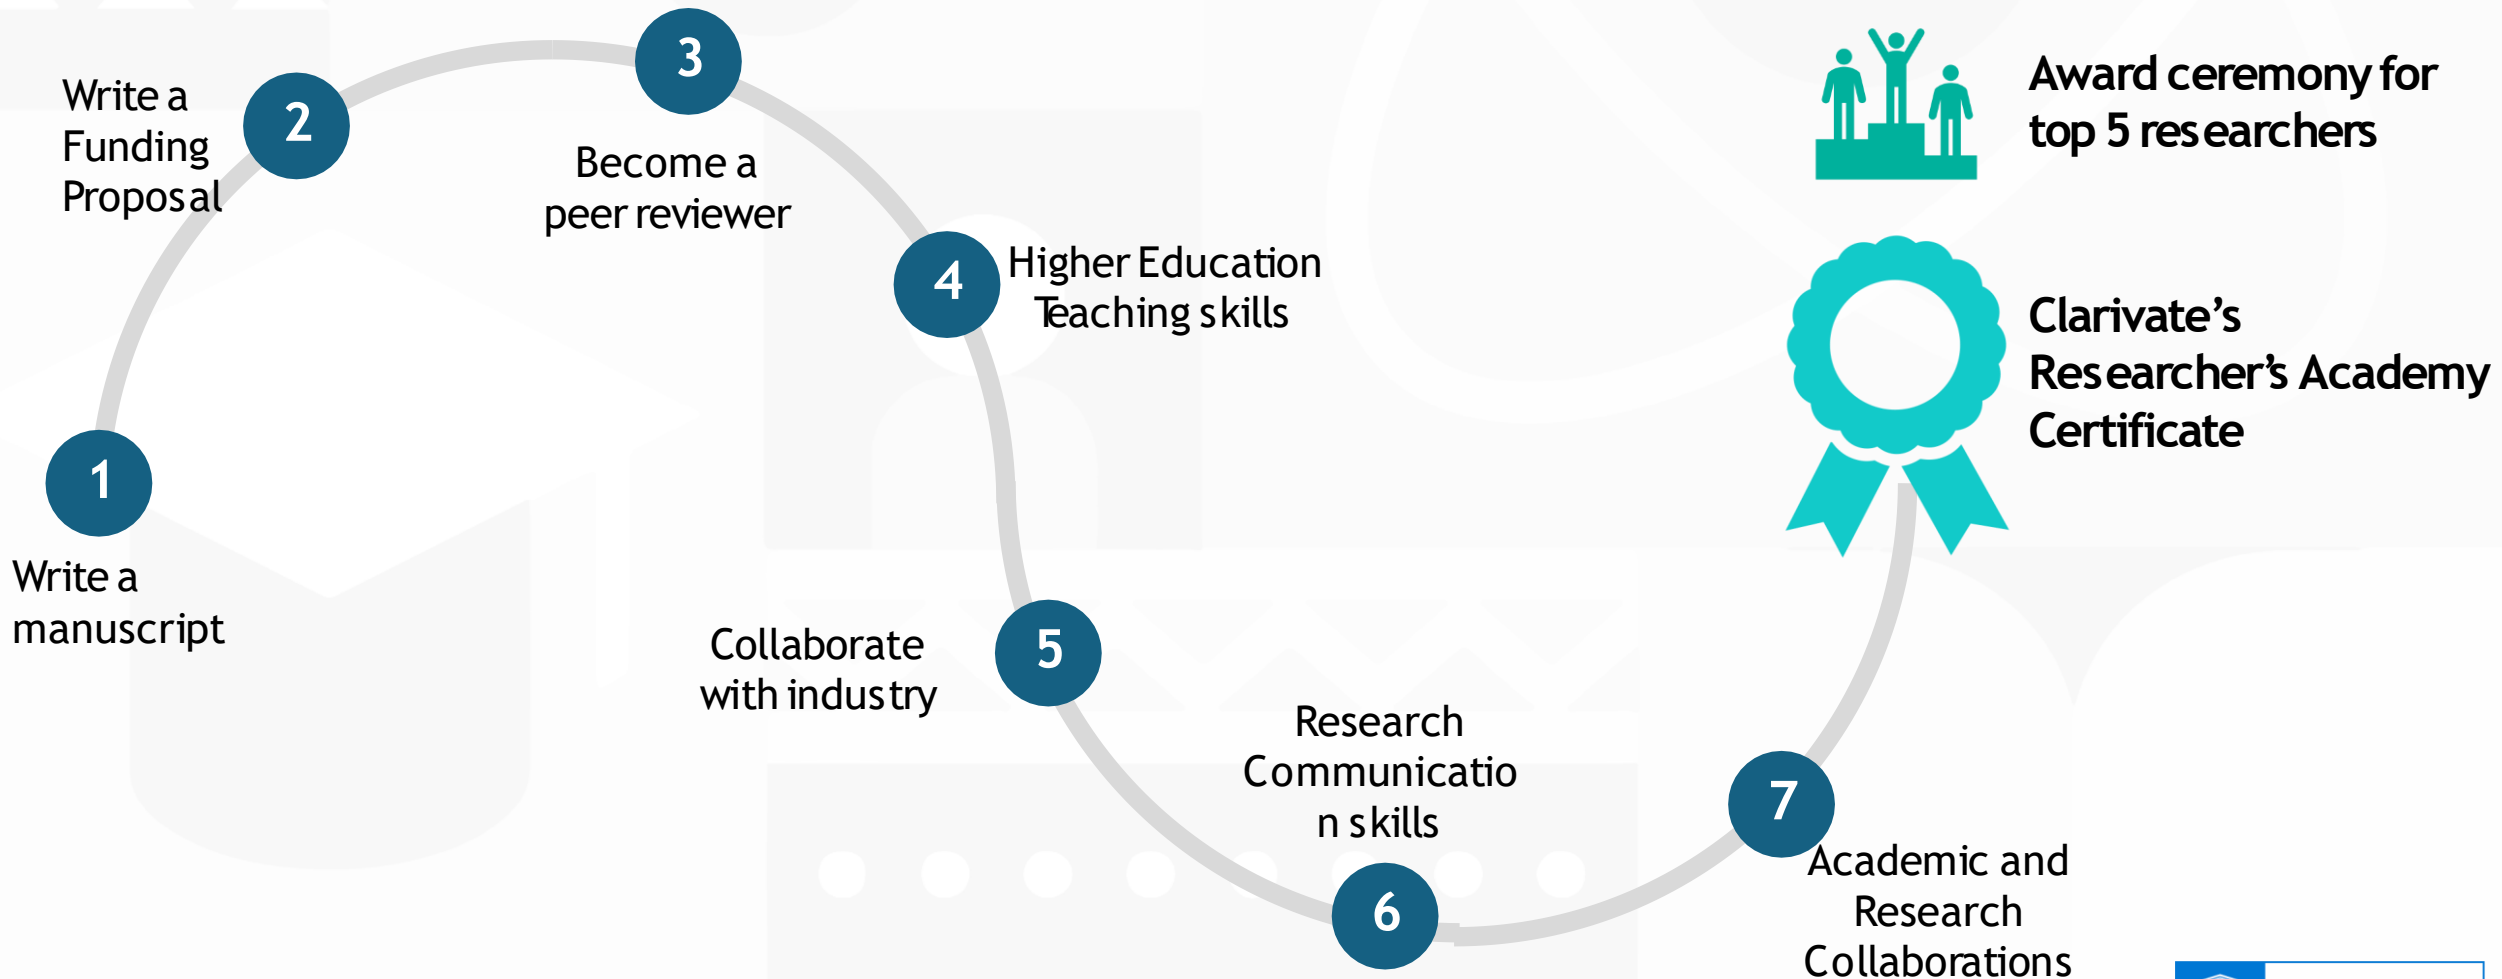 1
Write a
manuscript
2
Write a
Funding
Proposal
3
Become a
peer reviewer
4
Higher Education
Teaching skills
5
Collaborate
with industry
6
Research
Communicatio
n skills
7
Academic and
Research
Collaborations
Award ceremony for
top 5 researchers
Clarivate’s
Researcher’s Academy
Certificate